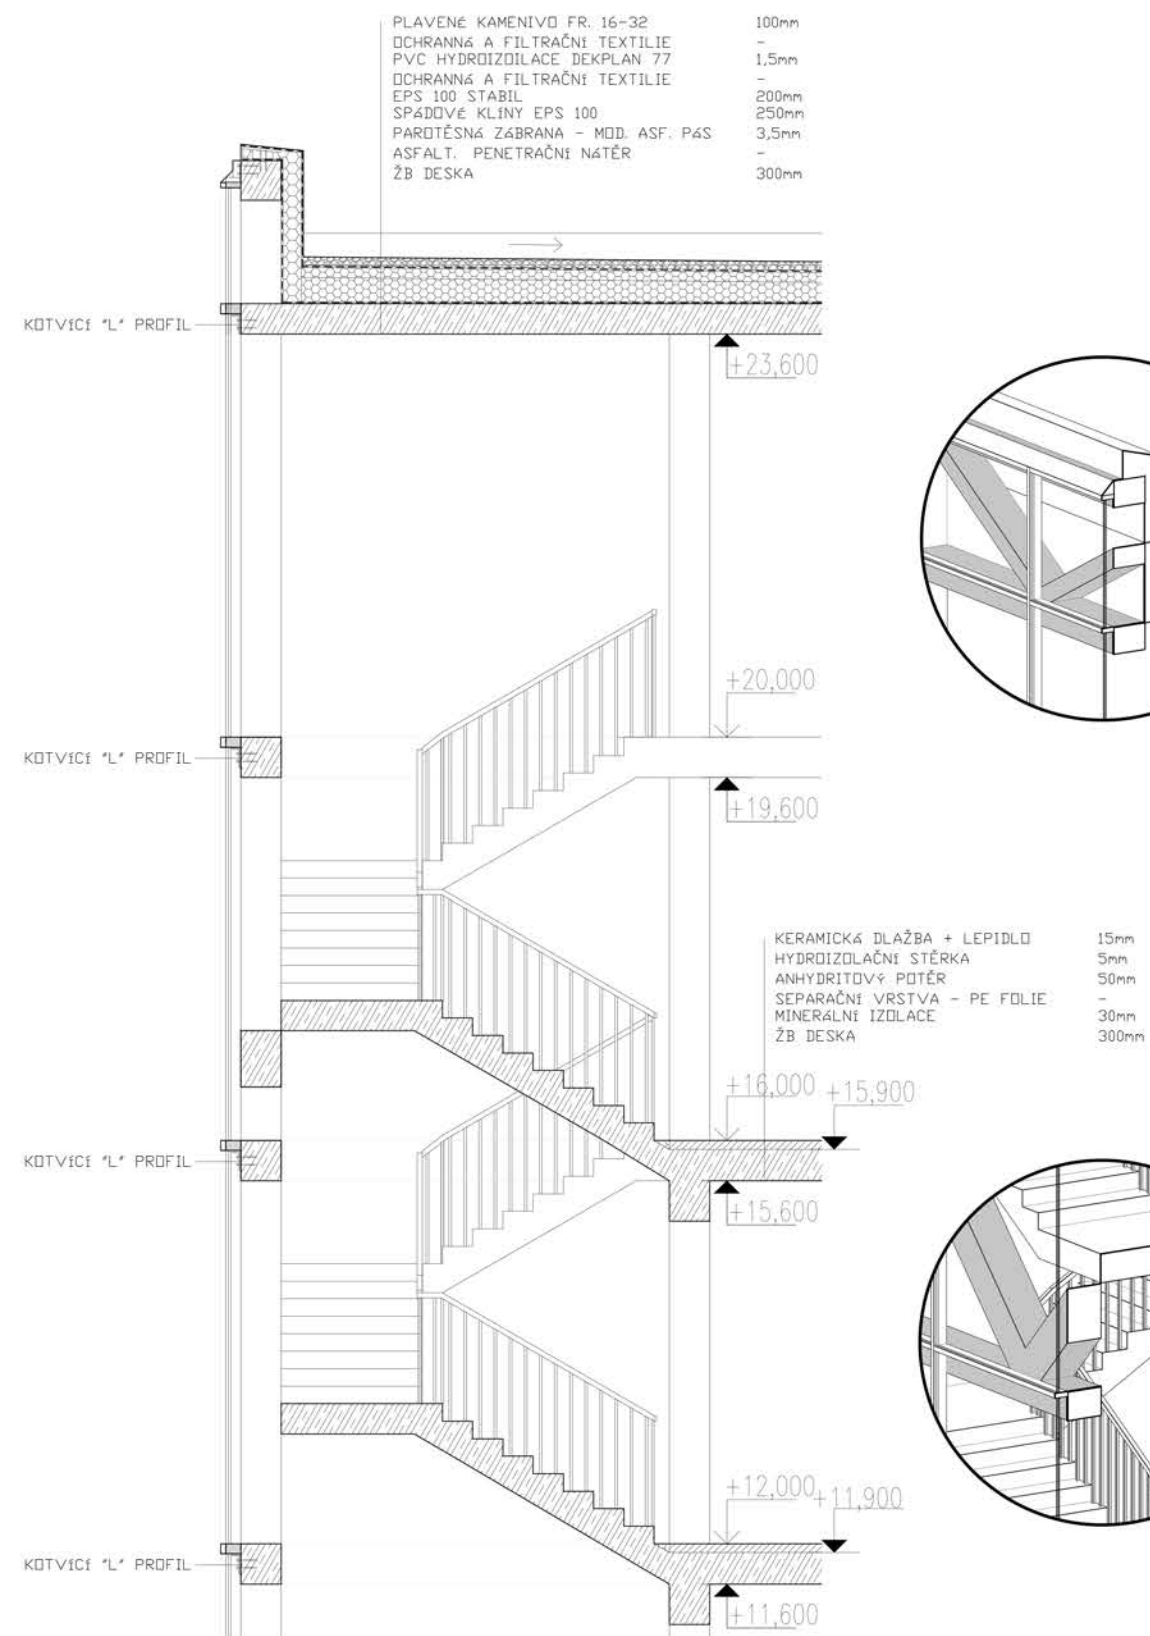 PLAVENÉ KAMENIVO FR. 16-32 100mm
OCHRANNÁ A FILTRAČNÍ TEXTILIE -
PVC HYDROIZOILACE DEKPLAN 77 1,5mm
OCHRANNÁ A FILTRAČNÍ TEXTILIE -
EPS 100 STABIL 200mm
SPÁDOVÉ KLÍNY EPS 100 250mm
PAROTĚSNÁ ZÁBRANA - MOD. ASF. PÁS 3,5mm
ASFALT. PENETRAČNÍ NÁTĚR -
ŽB DESKA 300mm
KOTVÍCÍ "L" PROFIL
+23,600
+20,000
KOTVÍCÍ "L" PROFIL
+19,600
KERAMICKÁ DLAŽBA + LEPIDLO 15mm
HYDROIZOLAČNÍ STĚRKA 5mm
ANHYDRITOVÝ POTĚR 50mm
SEPARAČNÍ VRSTVA - PE FOLIE -
MINERÁLNÍ IZOLACE 30mm
ŽB DESKA 300mm
+16,000 +15,900
KOTVÍCÍ "L" PROFIL
+15,600
+12,000 +11,900
KOTVÍCÍ "L" PROFIL
+11,600